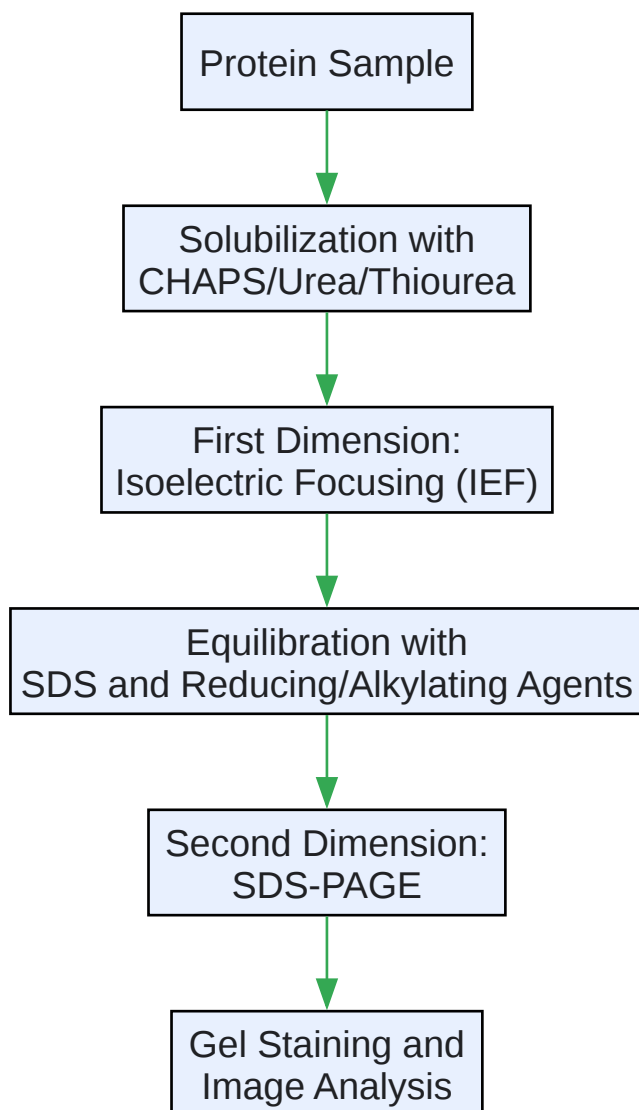 Protein Sample
Solubilization with
CHAPS/Urea/Thiourea
First Dimension:
Isoelectric Focusing (IEF)
Equilibration with
SDS and Reducing/Alkylating Agents
Second Dimension:
SDS-PAGE
Gel Staining and
Image Analysis